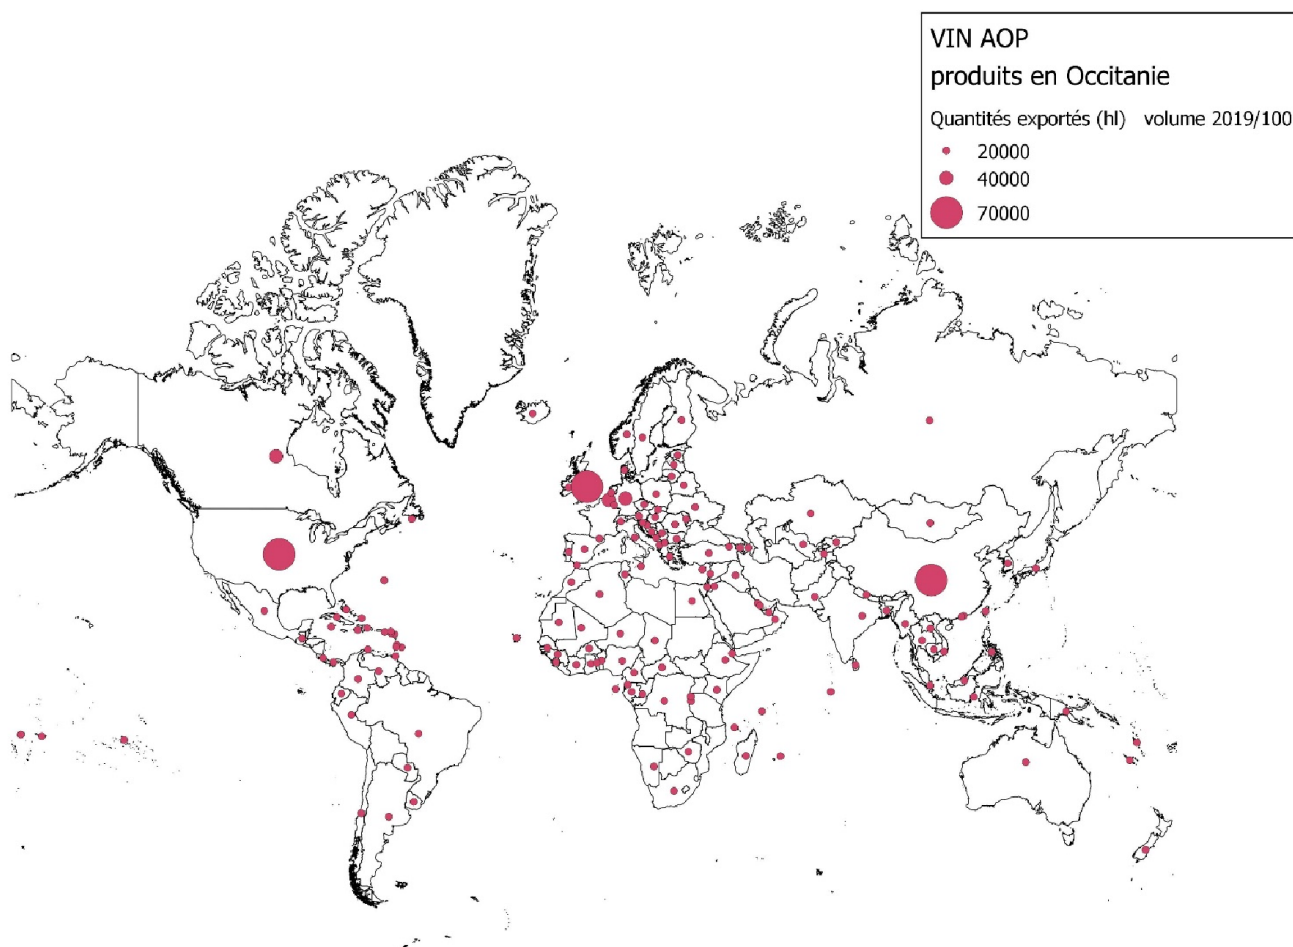 VIN AOP
produits en Occitanie
Quantités exportés (hl) volume 2019/100
20000
40000
70000